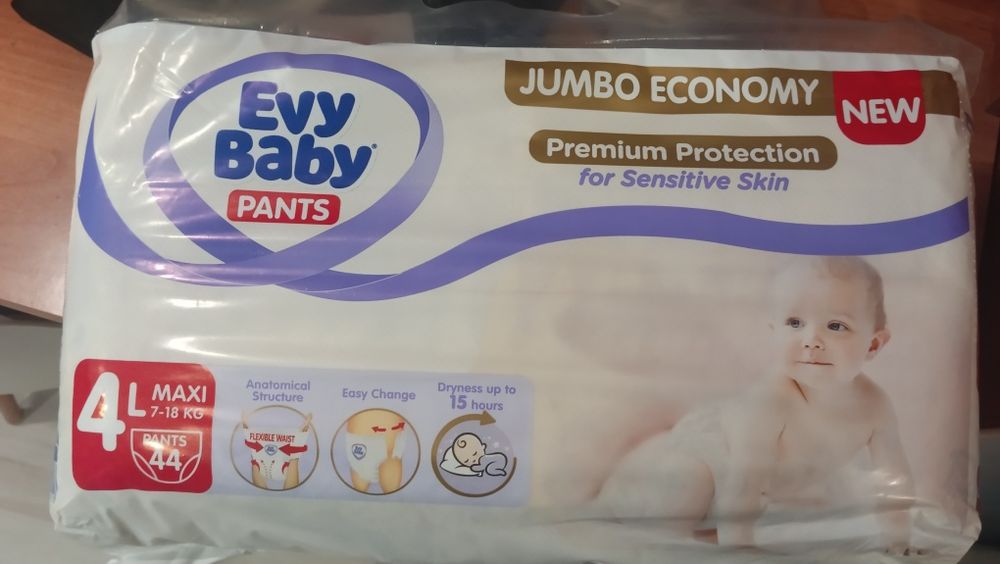 Evy
Baby
PANTS
JUMBO ECONOMY
NEW
Premium Protection
for Sensitive Skin
4 L MAXI
7-18 KG
PANTS
44
Anatomical
Structure
FLEXIBLE WAIST
Easy Change
Dryness up to
15 hours